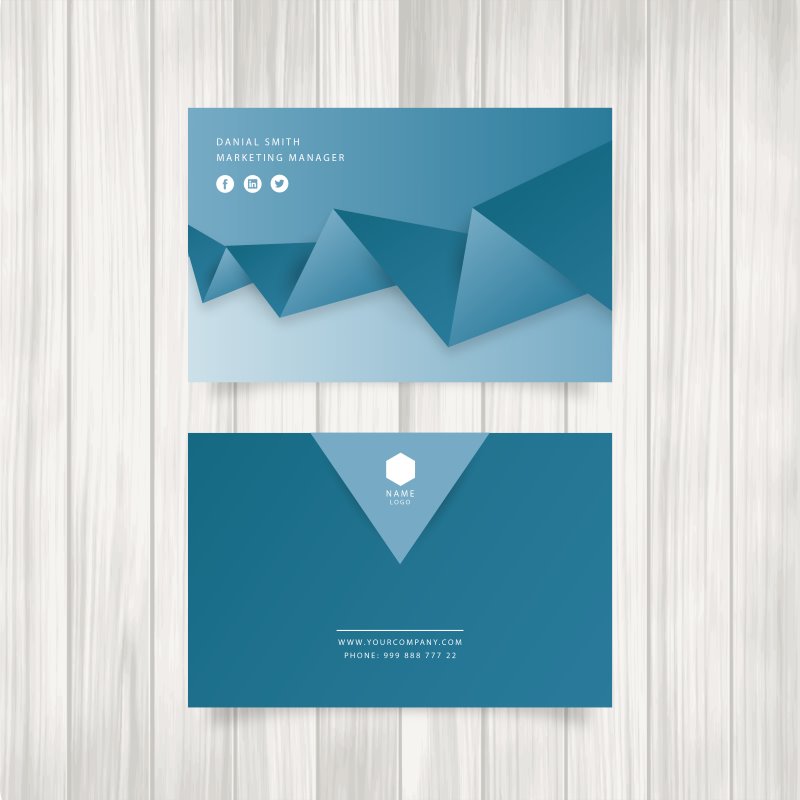 DANIAL SMITH
MARKETING MANAGER
NAME
LOGO
WWW.YOURCOMPANY.COM
PHONE: 999 888 777 22